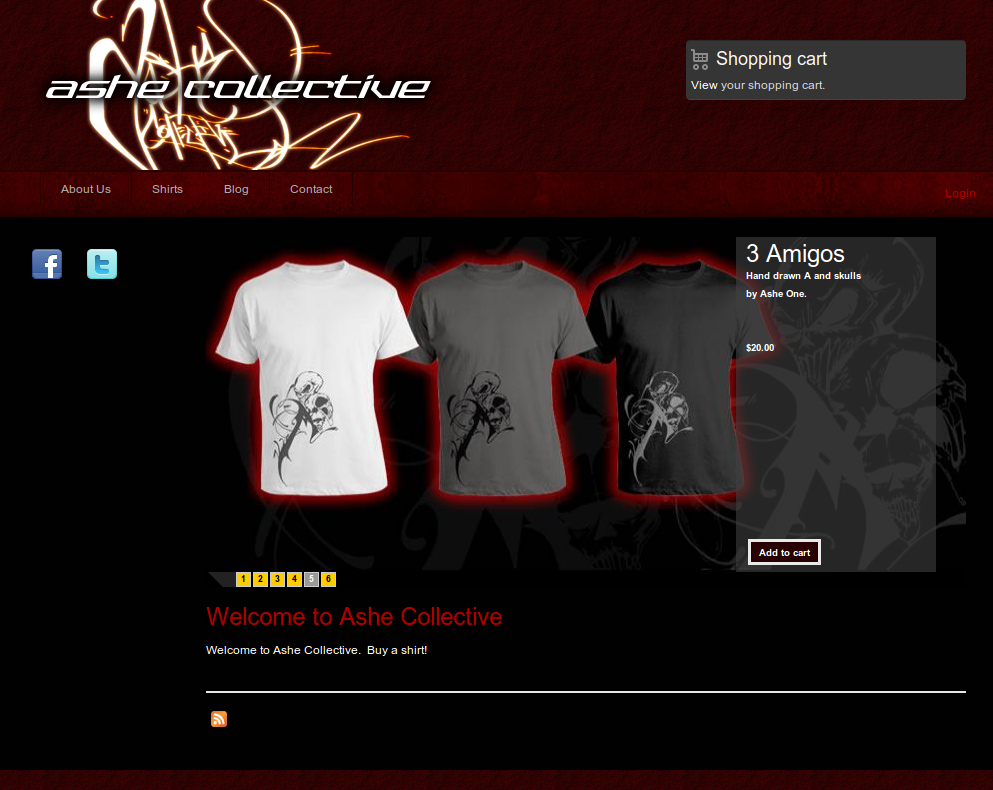 ashe collective
Shopping cart
View your shopping cart.
About Us
Shirts
Blog
Contact
Login
3 Amigos
Hand drawn A and skulls
by Ashe One.
$20.00
Add to cart
1 2 3 4 5 6
Welcome to Ashe Collective
Welcome to Ashe Collective.  Buy a shirt!